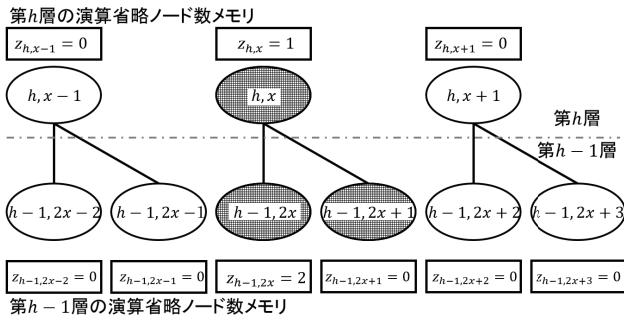 第h層の演算省略ノード数メモリ
z_{h,x−1} = 0 z_{h,x} = 1 z_{h,x+1} = 0
h, x − 1 h, x h, x + 1
第h層
第h − 1層
h−1,2x−2 h−1,2x−1 h−1,2x h−1,2x+1 h−1,2x+2 h−1,2x+3
z_{h−1,2x−2} = 0 z_{h−1,2x−1} = 0 z_{h−1,2x} = 2 z_{h−1,2x+1} = 0 z_{h−1,2x+2} = 0 z_{h−1,2x+3} = 0
第h − 1層の演算省略ノード数メモリ